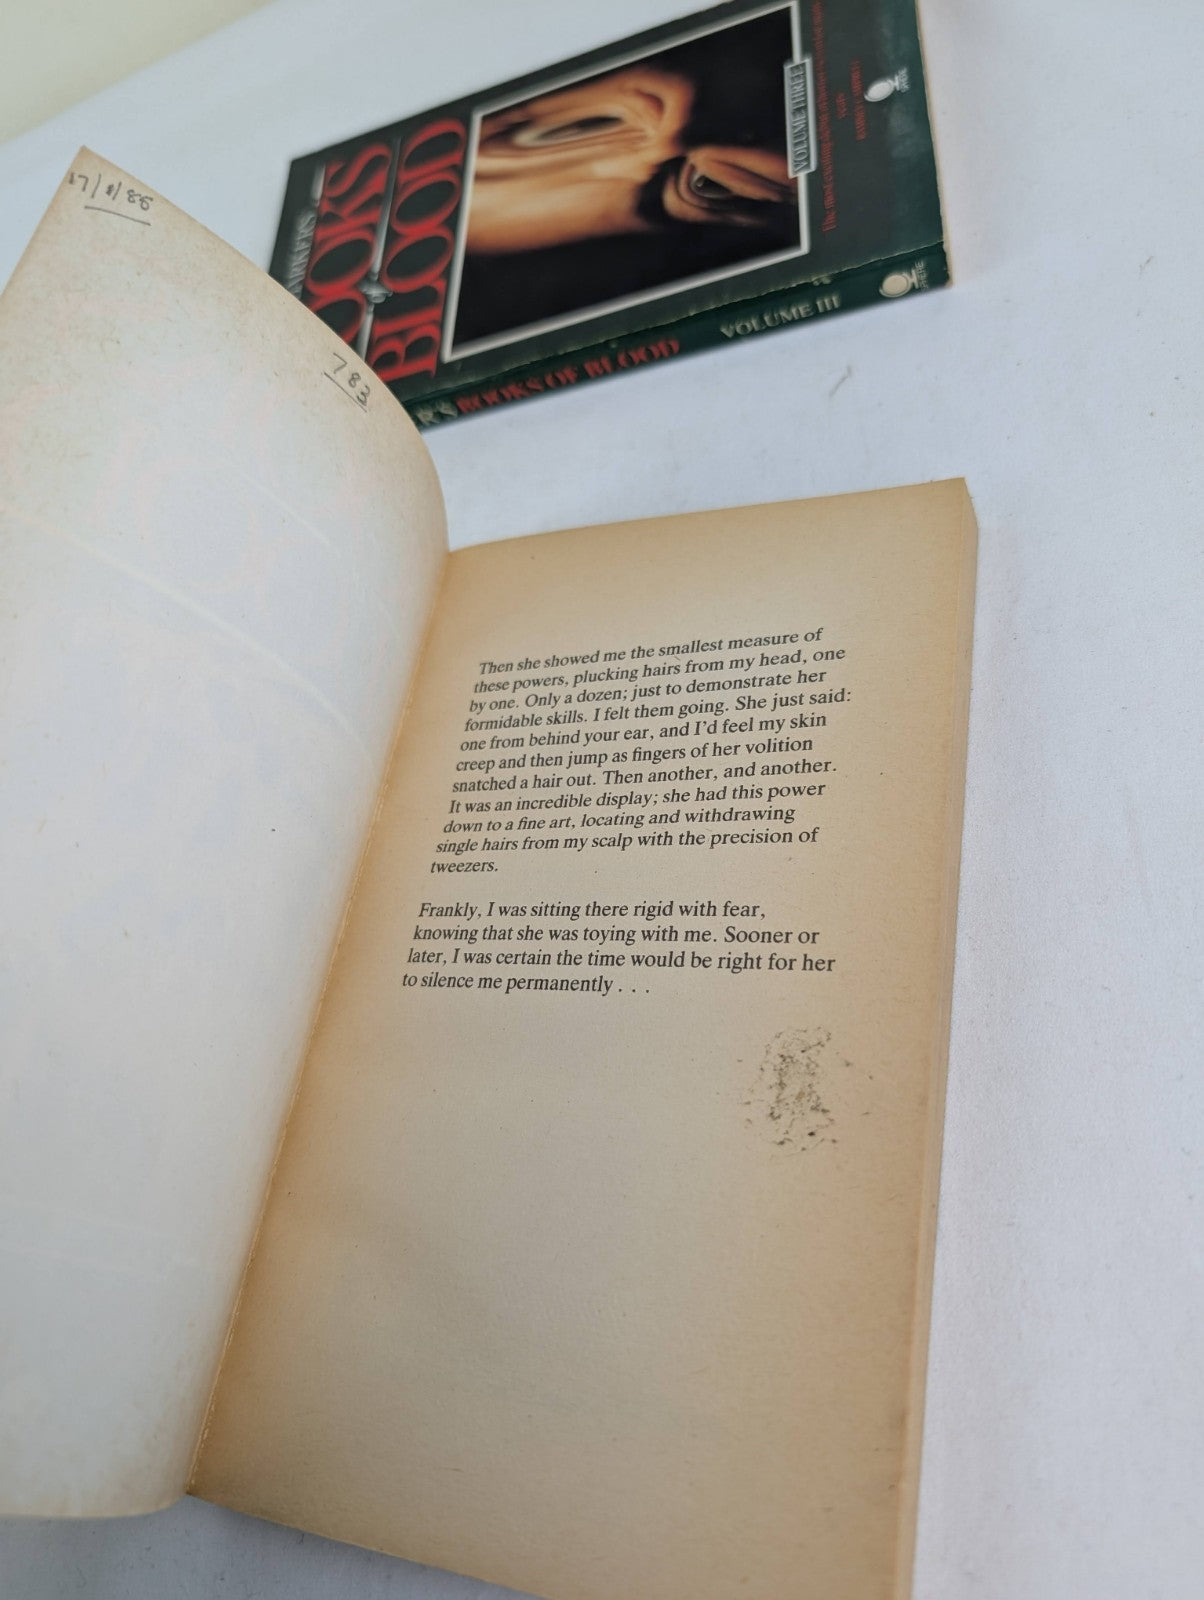 BOOKS
of
BLOOD
VOLUME THREE
RAMSEY CAMPBELL
SPHERE
BOOKS OF BLOOD
VOLUME III
SPHERE
783
Then she showed me the smallest measure of
these powers, plucking hairs from my head, one
by one. Only a dozen; just to demonstrate her
formidable skills. I felt them going. She just said:
one from behind your ear, and I'd feel my skin
creep and then jump as fingers of her volition
snatched a hair out. Then another, and another.
It was an incredible display; she had this power
down to a fine art, locating and withdrawing
single hairs from my scalp with the precision of
tweezers.
Frankly, I was sitting there rigid with fear,
knowing that she was toying with me. Sooner or
later, I was certain the time would be right for her
to silence me permanently . . .